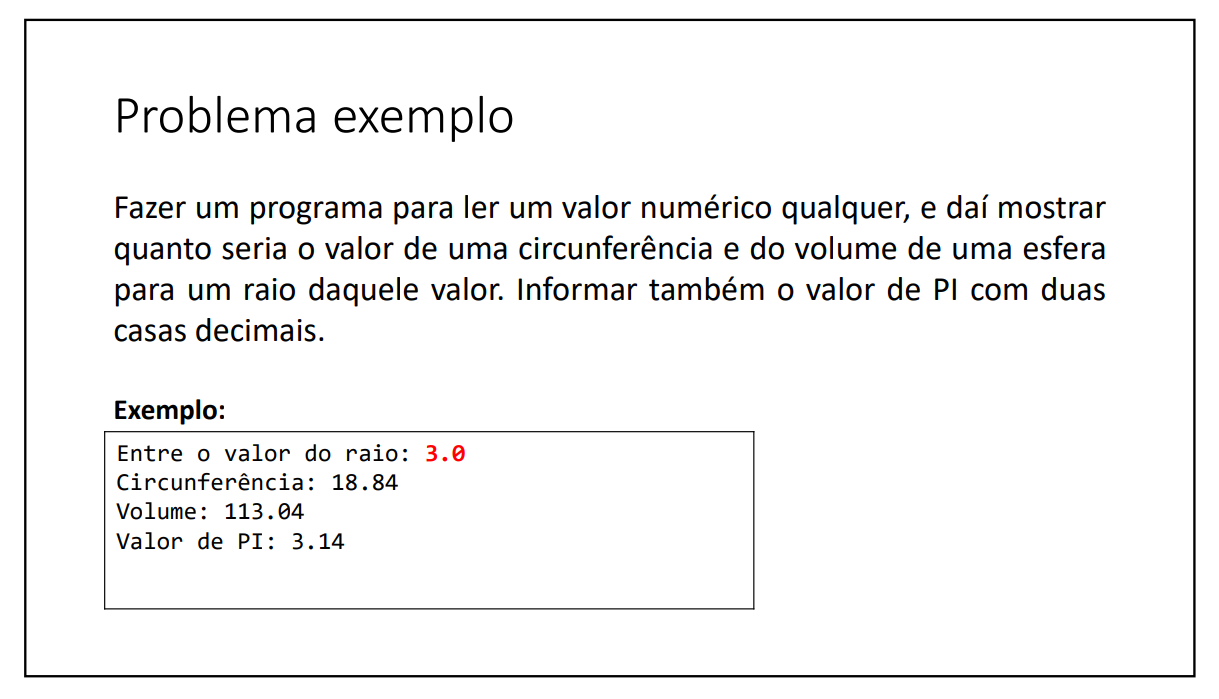 Problema exemplo
Fazer um programa para ler um valor numérico qualquer, e daí mostrar
quanto seria o valor de uma circunferência e do volume de uma esfera
para um raio daquele valor. Informar também o valor de PI com duas
casas decimais.
Exemplo:
Entre o valor do raio: 3.0
Circunferência: 18.84
Volume: 113.04
Valor de PI: 3.14